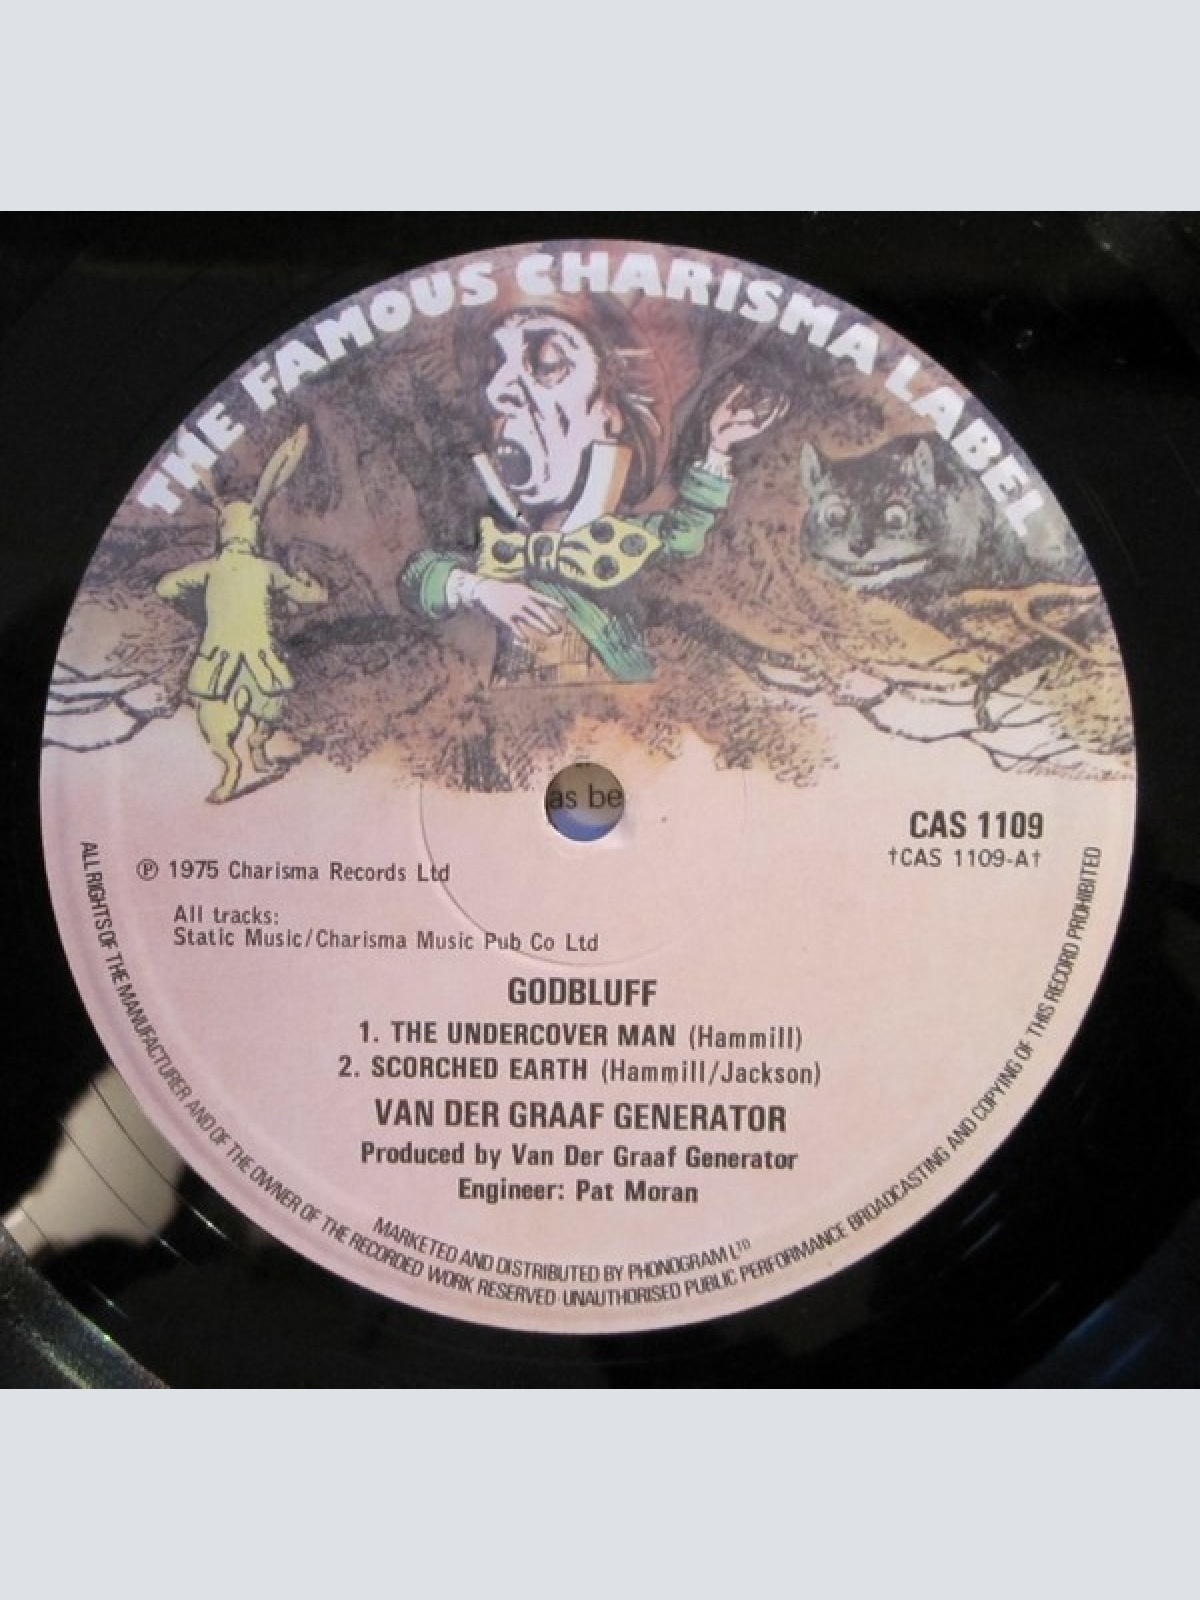 THE FAMOUS CHARISMA LABEL
as be
CAS 1109
†CAS 1109-A†
℗ 1975 Charisma Records Ltd
All tracks:
Static Music/Charisma Music Pub Co Ltd
GODBLUFF
1. THE UNDERCOVER MAN (Hammill)
2. SCORCHED EARTH (Hammill/Jackson)
VAN DER GRAAF GENERATOR
Produced by Van Der Graaf Generator
Engineer: Pat Moran
MARKETED AND DISTRIBUTED BY PHONOGRAM LTD
ALL RIGHTS OF THE MANUFACTURER AND OF THE OWNER OF THE RECORDED WORK RESERVED UNAUTHORISED PUBLIC PERFORMANCE BROADCASTING AND COPYING OF THIS RECORD PROHIBITED